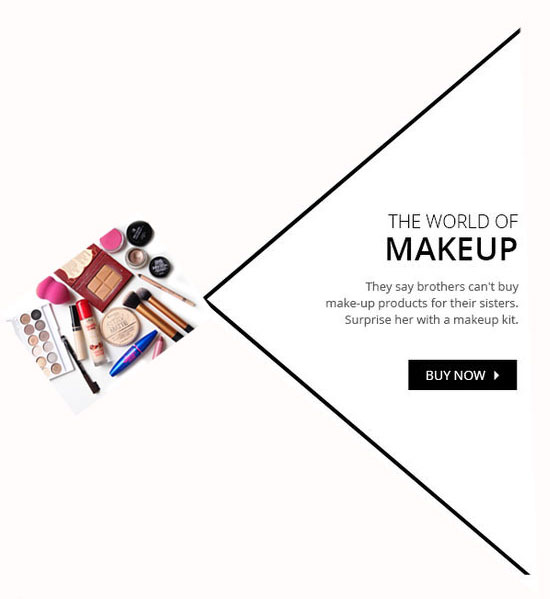 THE WORLD OF
MAKEUP
They say brothers can't buy
make-up products for their sisters.
Surprise her with a makeup kit.
BUY NOW